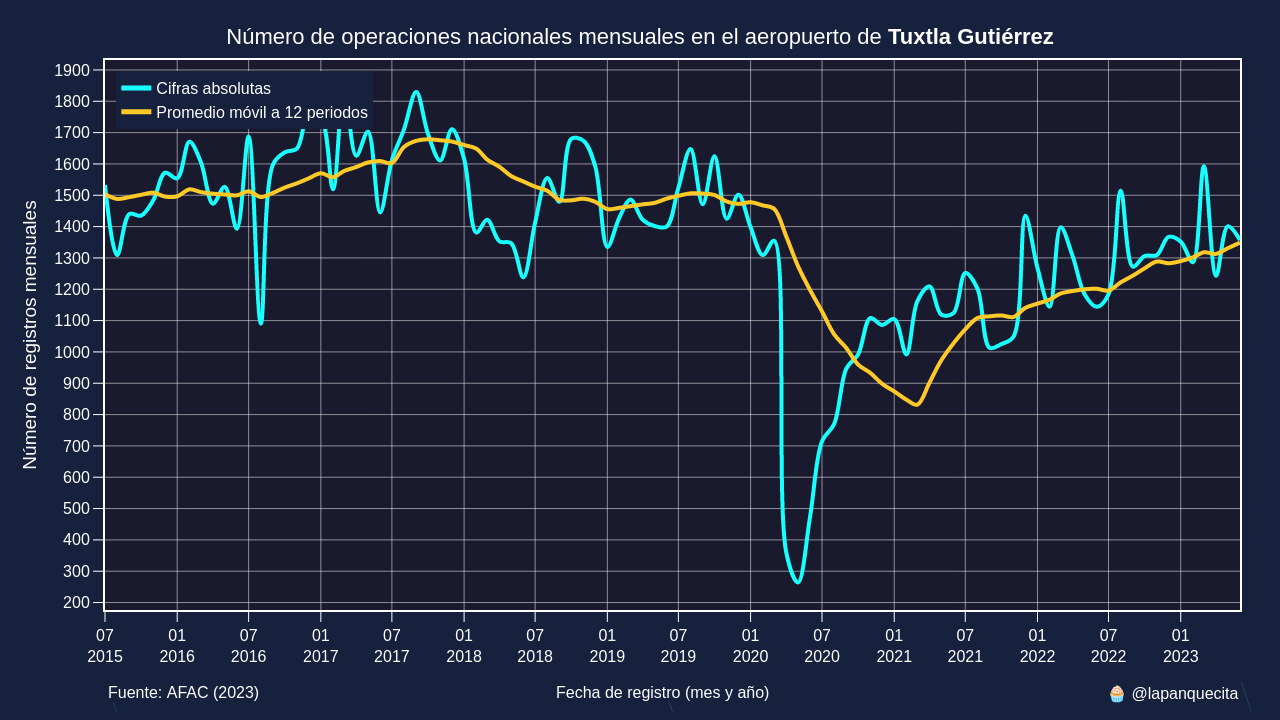 Número de operaciones nacionales mensuales en el aeropuerto de Tuxtla Gutiérrez
Cifras absolutas
Promedio móvil a 12 periodos
Número de registros mensuales
1900
1800
1700
1600
1500
1400
1300
1200
1100
1000
900
800
700
600
500
400
300
200
07 01 07 01 07 01 07 01 07 01 07 01 07 01 07 01
2015 2016 2016 2017 2017 2018 2018 2019 2019 2020 2020 2021 2021 2022 2022 2023
Fuente: AFAC (2023) Fecha de registro (mes y año) 🧁 @lapanquecita